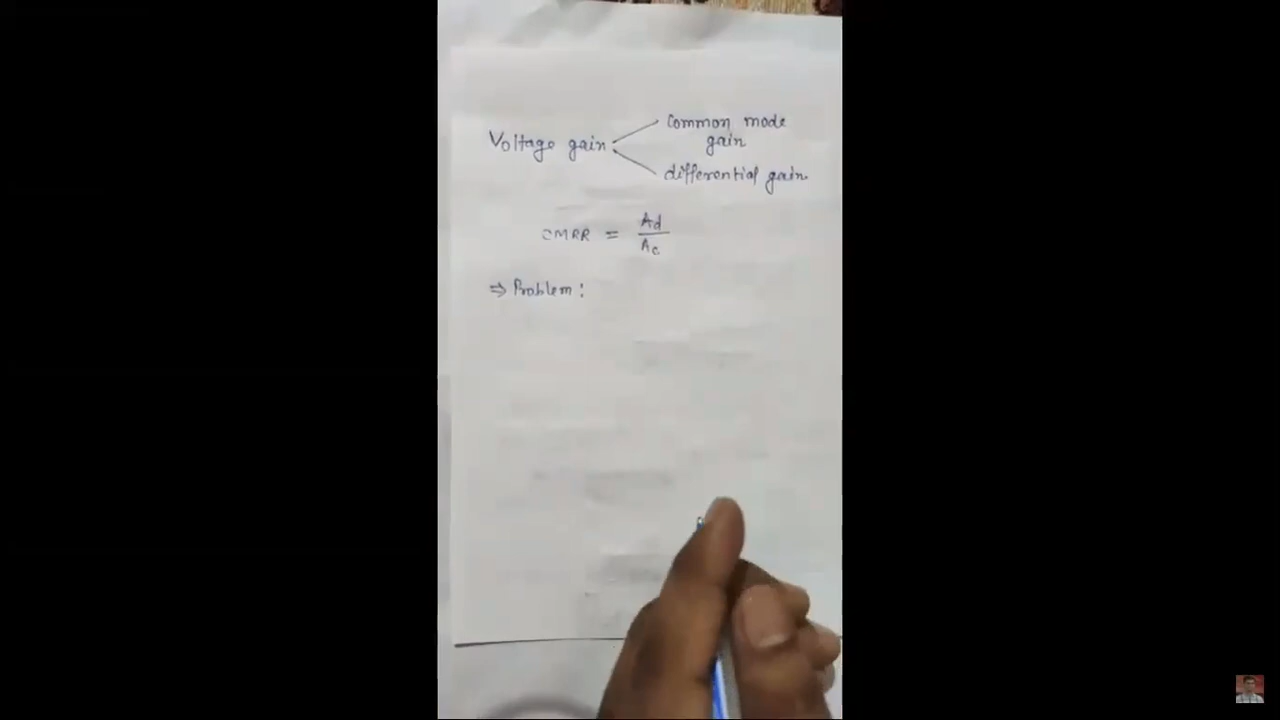 Voltage gain
Common mode
gain
differential gain
CMRR = Ad/Ac
⇒ Problem: